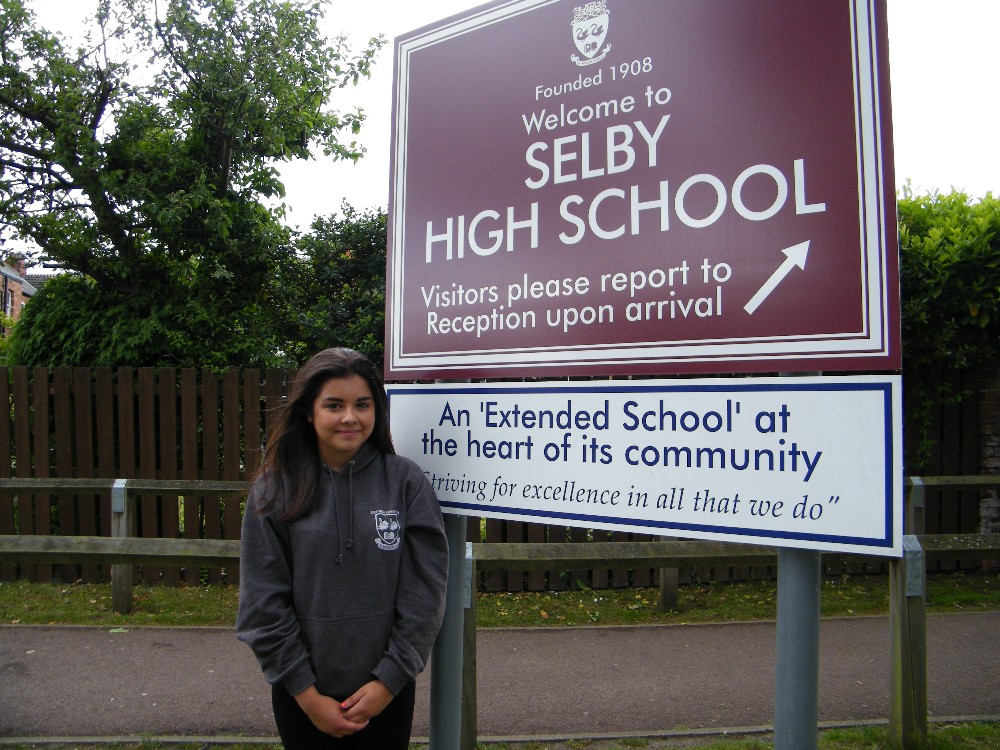 Founded 1908
Welcome to
SELBY
HIGH SCHOOL
Visitors please report to
Reception upon arrival
An 'Extended School' at
the heart of its community
Striving for excellence in all that we do”